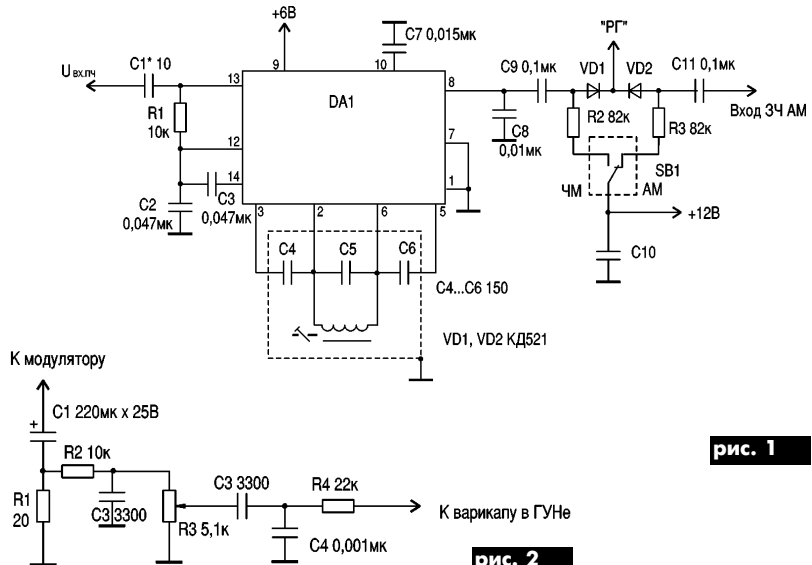 +6В
С7 0,015мк
"РГ"
С1* 10
U вх.пч
9
10
13
DA1
8
С9 0,1мк
VD1
VD2
С11 0,1мк
R1
10к
Вход ЗЧ АМ
R2 82к
R3 82к
С8
0,01мк
12
7
14
1
SB1
ЧМ
АМ
С2
0,047мк
С3
0,047мк
+12В
3
2
6
5
С10
С4
С5
С6
С4...С6 150
VD1, VD2 КД521
К модулятору
+
С1 220мк х 25В
рис. 1
R2 10к
С3 3300
R4 22к
R1
20
С3 3300
R3 5,1к
К варикапу в ГУНе
С4 0,001мк
рис. 2